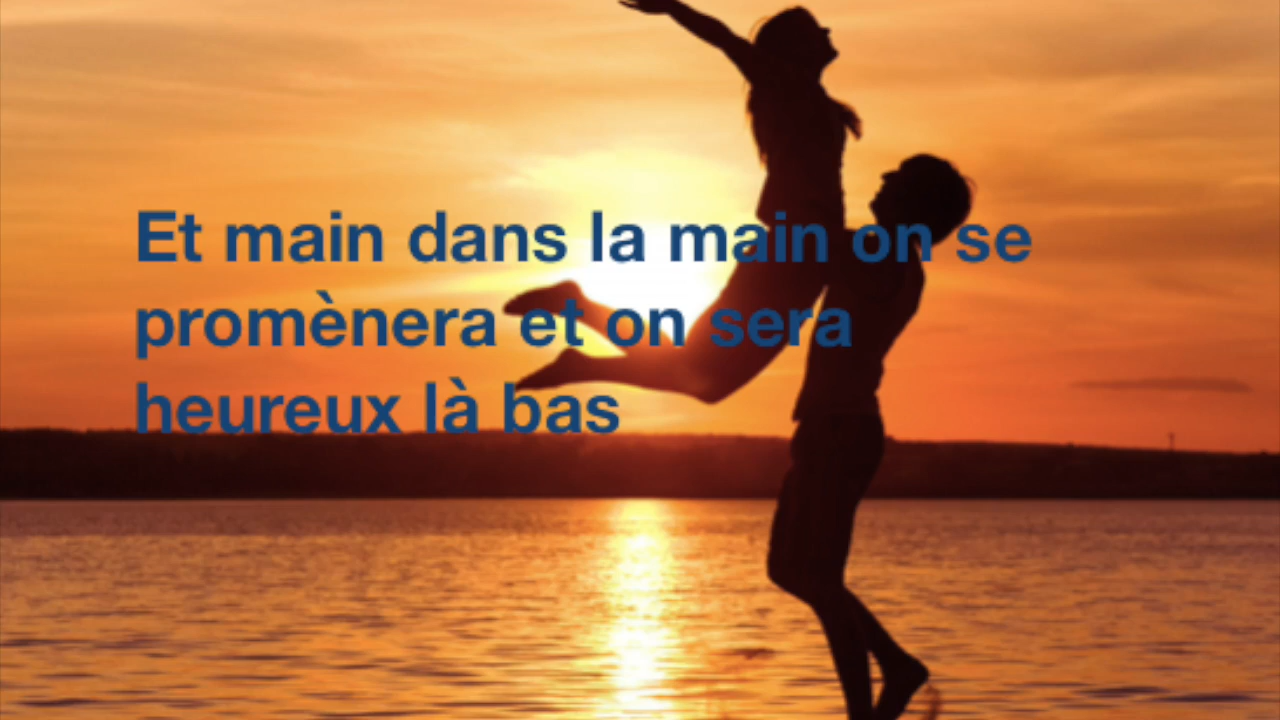 Et main dans la main on se
promènera et on sera
heureux là bas